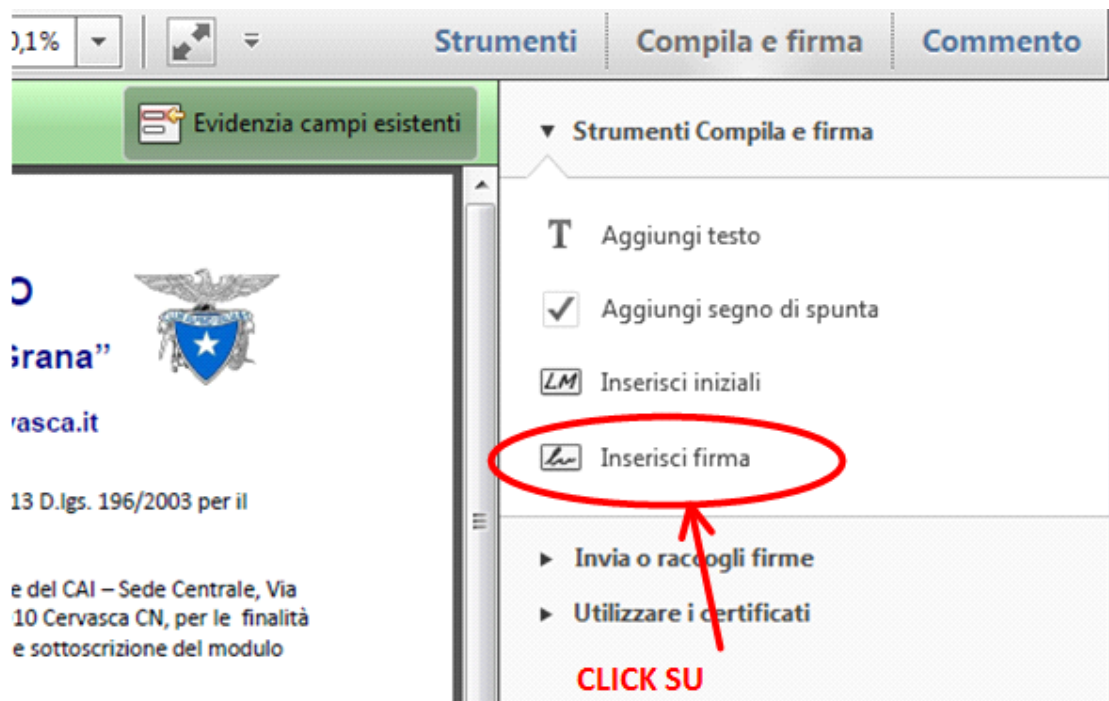 0,1%
Strumenti Compila e firma Commento
Evidenzia campi esistenti
Strumenti Compila e firma
T Aggiungi testo
Aggiungi segno di spunta
LM Inserisci iniziali
Inserisci firma
Invia o raccogli firme
Utilizzare i certificati
CLICK SU
O
Grana”
vasca.it
13 D.lgs. 196/2003 per il
e del CAI – Sede Centrale, Via
10 Cervasca CN, per le finalità
e sottoscrizione del modulo